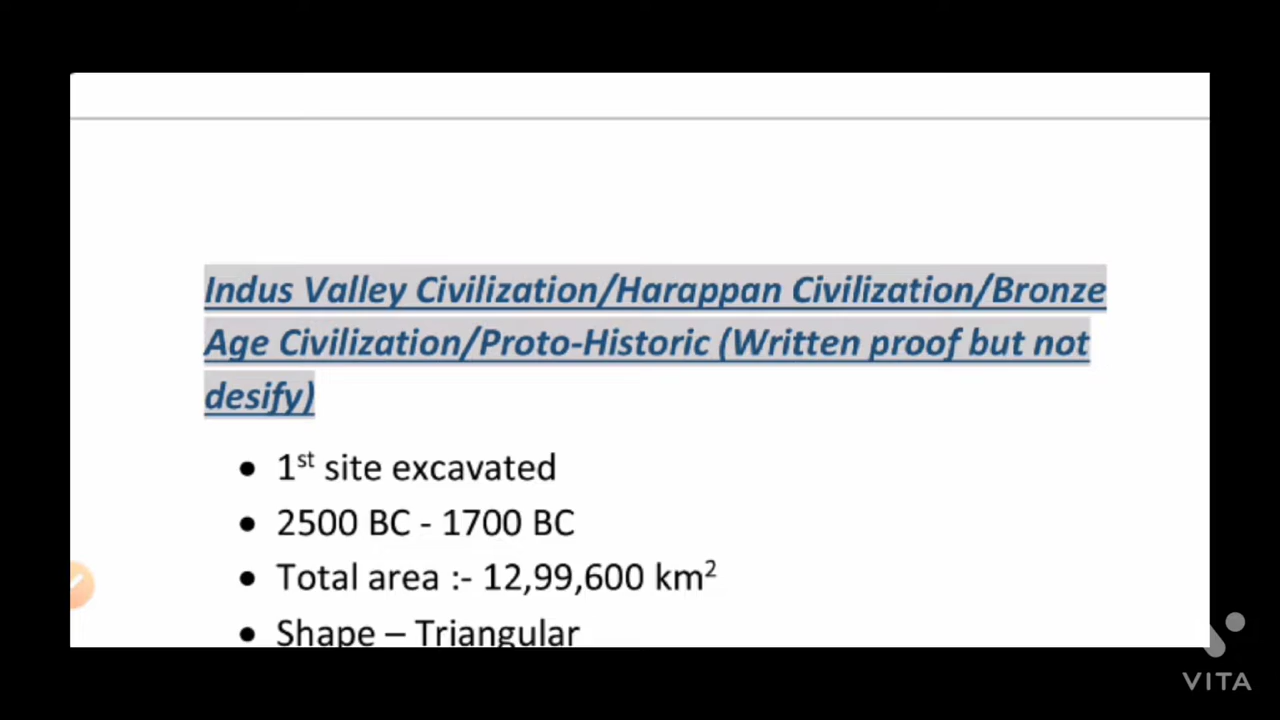 Indus Valley Civilization/Harappan Civilization/Bronze
Age Civilization/Proto-Historic (Written proof but not
desify)
• 1st site excavated
• 2500 BC - 1700 BC
• Total area :- 12,99,600 km²
• Shape – Triangular
VITA